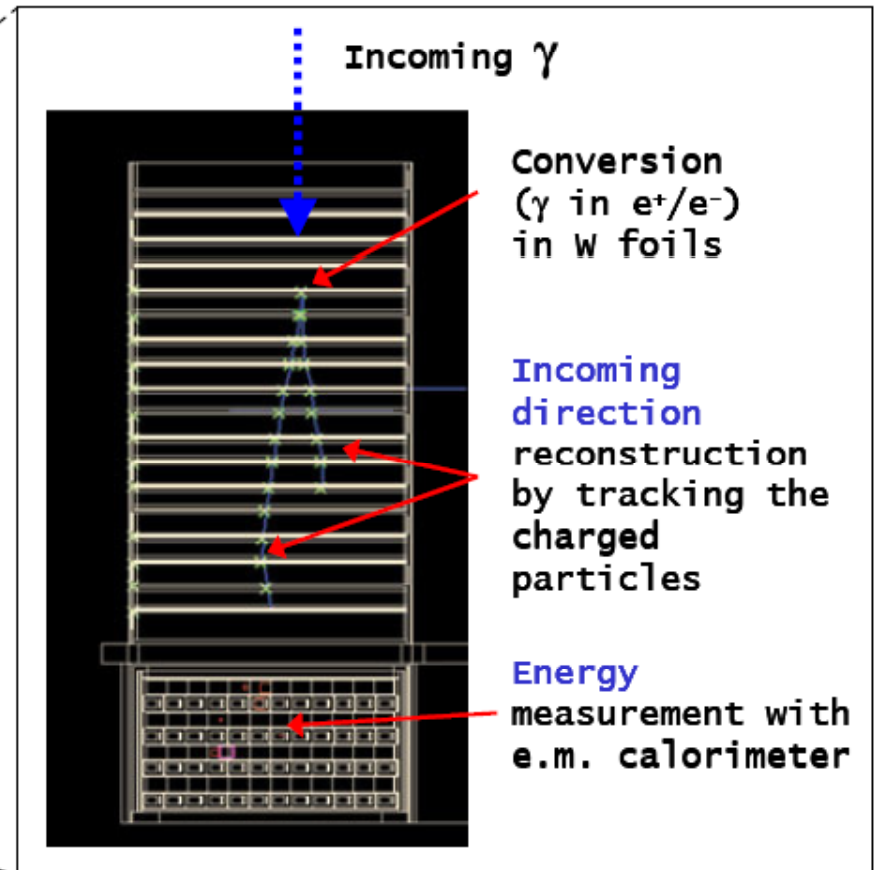 Incoming γ
Conversion
(γ in e⁺/e⁻)
in W foils
Incoming
direction
reconstruction
by tracking the
charged
particles
Energy
measurement with
e.m. calorimeter